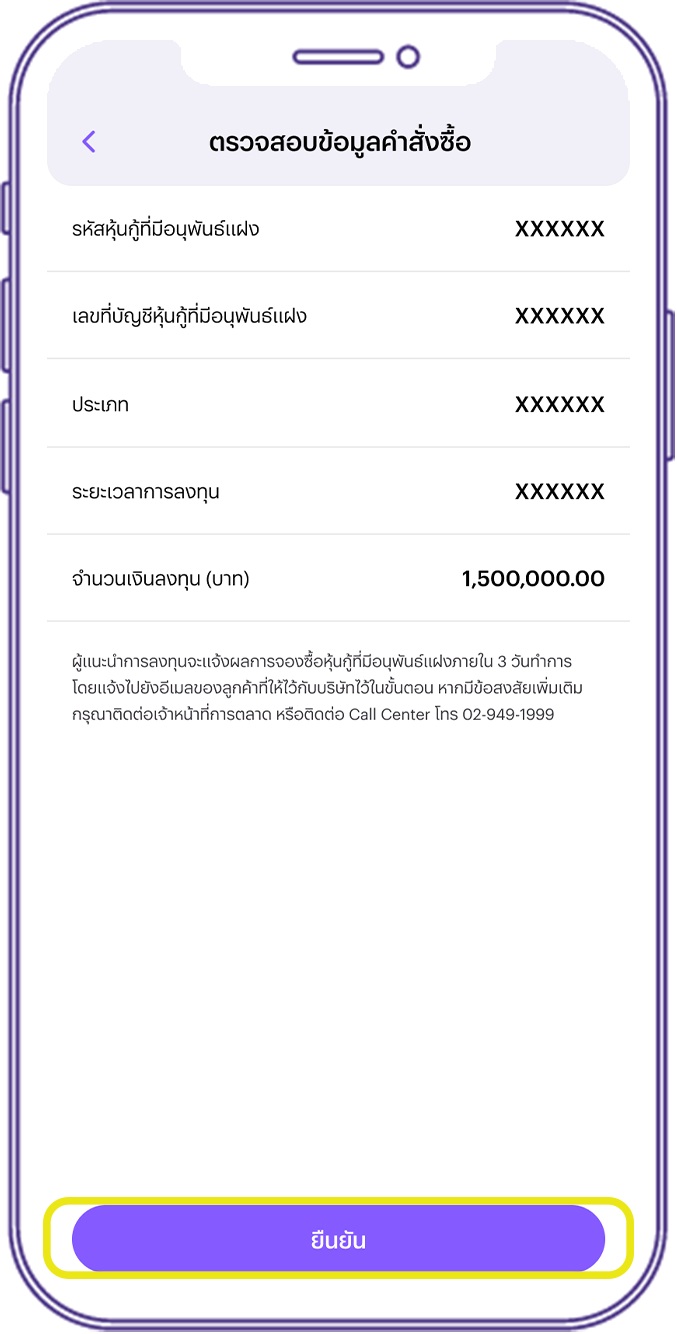 ตรวจสอบข้อมูลคำสั่งซื้อ
รหัสหุ้นกู้ที่มีอนุพันธ์แฝง XXXXXX
เลขที่บัญชีหุ้นกู้ที่มีอนุพันธ์แฝง XXXXXX
ประเภท XXXXXX
ระยะเวลาการลงทุน XXXXXX
จำนวนเงินลงทุน (บาท) 1,500,000.00
ผู้แนะนำการลงทุนจะแจ้งผลการจองซื้อหุ้นกู้ที่มีอนุพันธ์แฝงภายใน 3 วันทำการ
โดยแจ้งไปยังอีเมลของลูกค้าที่ให้ไว้กับบริษัทไว้ในขั้นตอน หากมีข้อสงสัยเพิ่มเติม
กรุณาติดต่อเจ้าหน้าที่การตลาด หรือติดต่อ Call Center โทร 02-949-1999
ยืนยัน